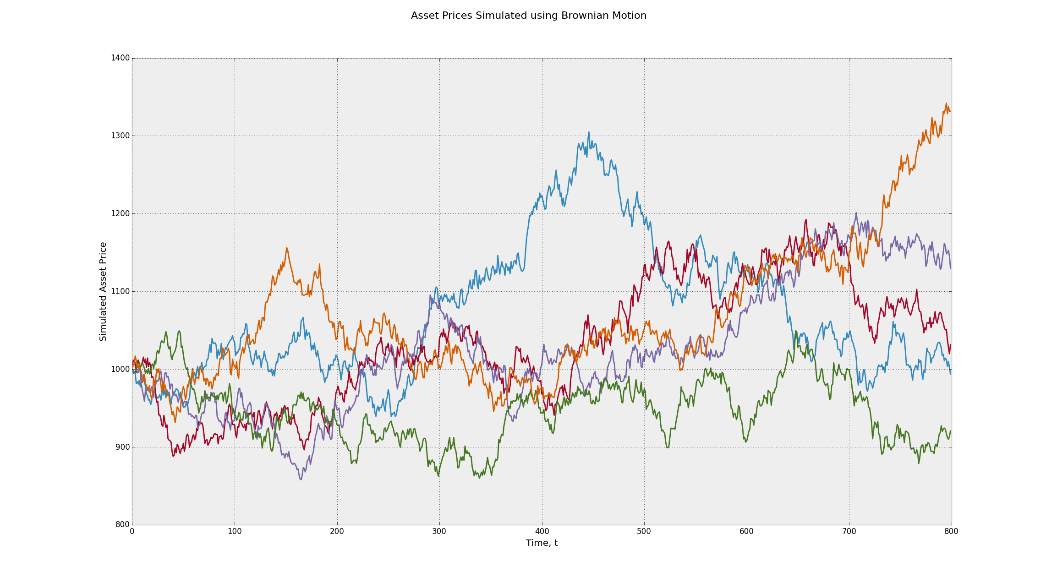 Asset Prices Simulated using Brownian Motion
1400
1300
1200
1100
1000
900
800
Simulated Asset Price
0 100 200 300 400 500 600 700 800
Time, t